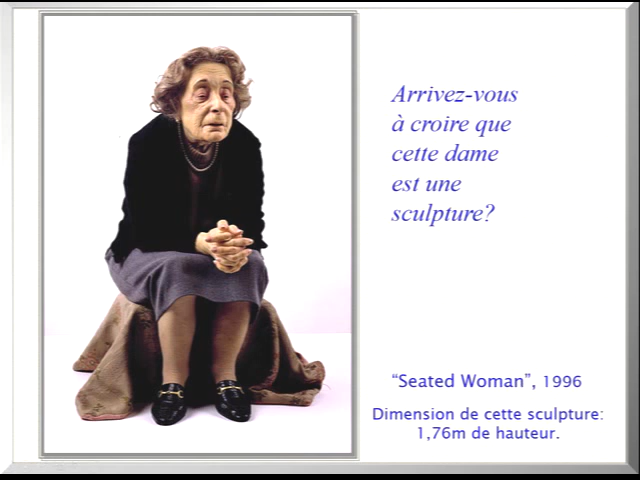 Arrivez-vous
à croire que
cette dame
est une
sculpture?
“Seated Woman”, 1996
Dimension de cette sculpture:
1,76m de hauteur.